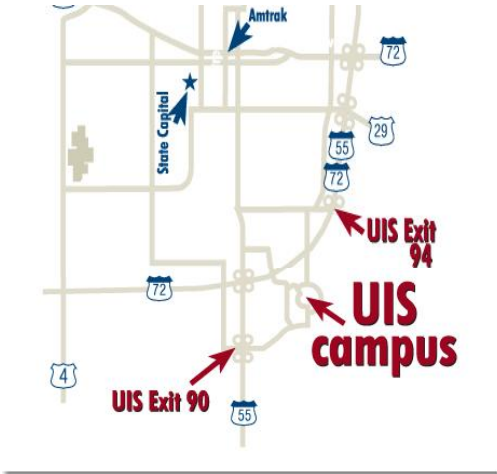 Amtrak
72
State Capital
29
55
72
UIS Exit
94
72
UIS
campus
4
UIS Exit 90
55